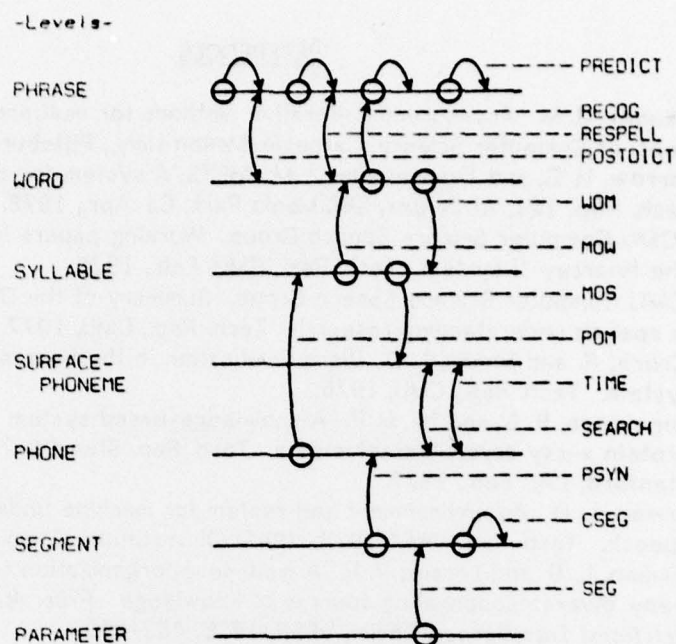 -Levels-
PREDICT
PHRASE
RECOG
RESPELL
POSTDICT
WORD
WOM
MOW
SYLLABLE
MOS
POM
SURFACE-
PHONEME
TIME
SEARCH
PHONE
PSYN
CSEG
SEGMENT
SEG
PARAMETER